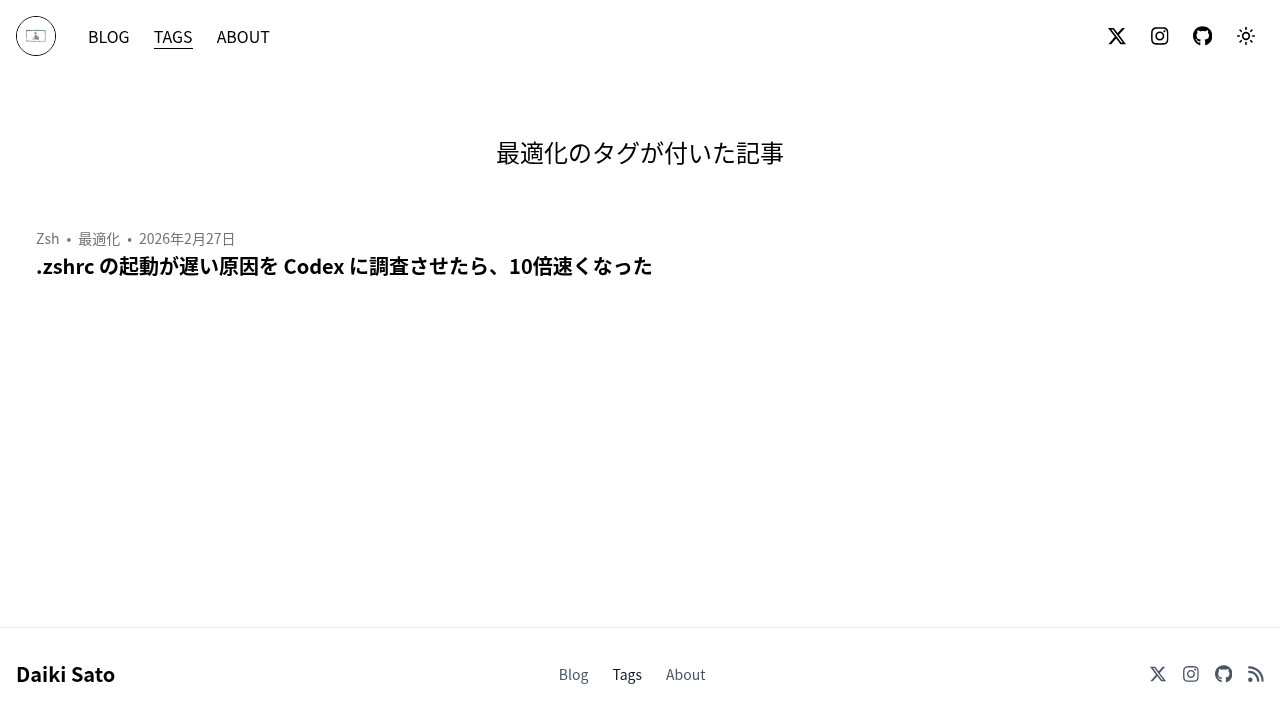 BLOG TAGS ABOUT
最適化のタグが付いた記事
Zsh • 最適化 • 2026年2月27日
.zshrc の起動が遅い原因を Codex に調査させたら、10倍速くなった
Daiki Sato
Blog Tags About